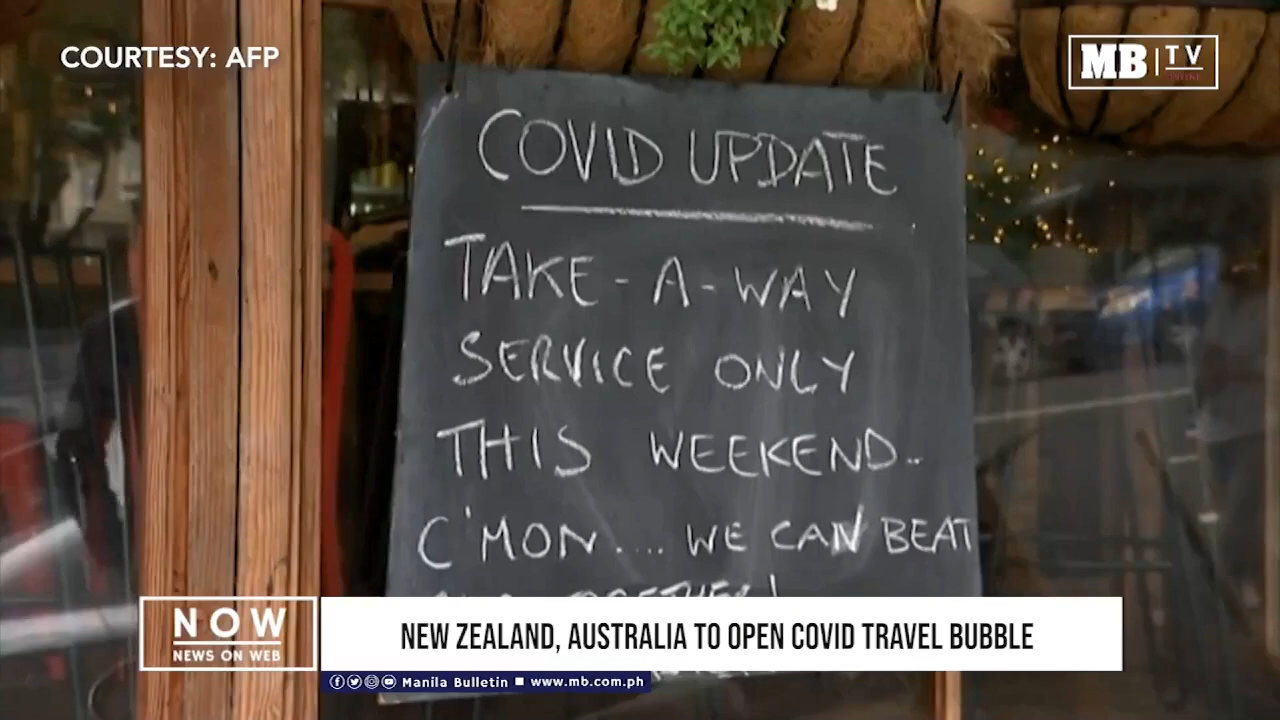 COURTESY: AFP
MB TV
COVID UPDATE
TAKE-A-WAY
SERVICE ONLY
THIS WEEKEND..
C'MON.... WE CAN BEAT
TOGETHER!
NOW
NEWS ON WEB
NEW ZEALAND, AUSTRALIA TO OPEN COVID TRAVEL BUBBLE
Manila Bulletin ■ www.mb.com.ph